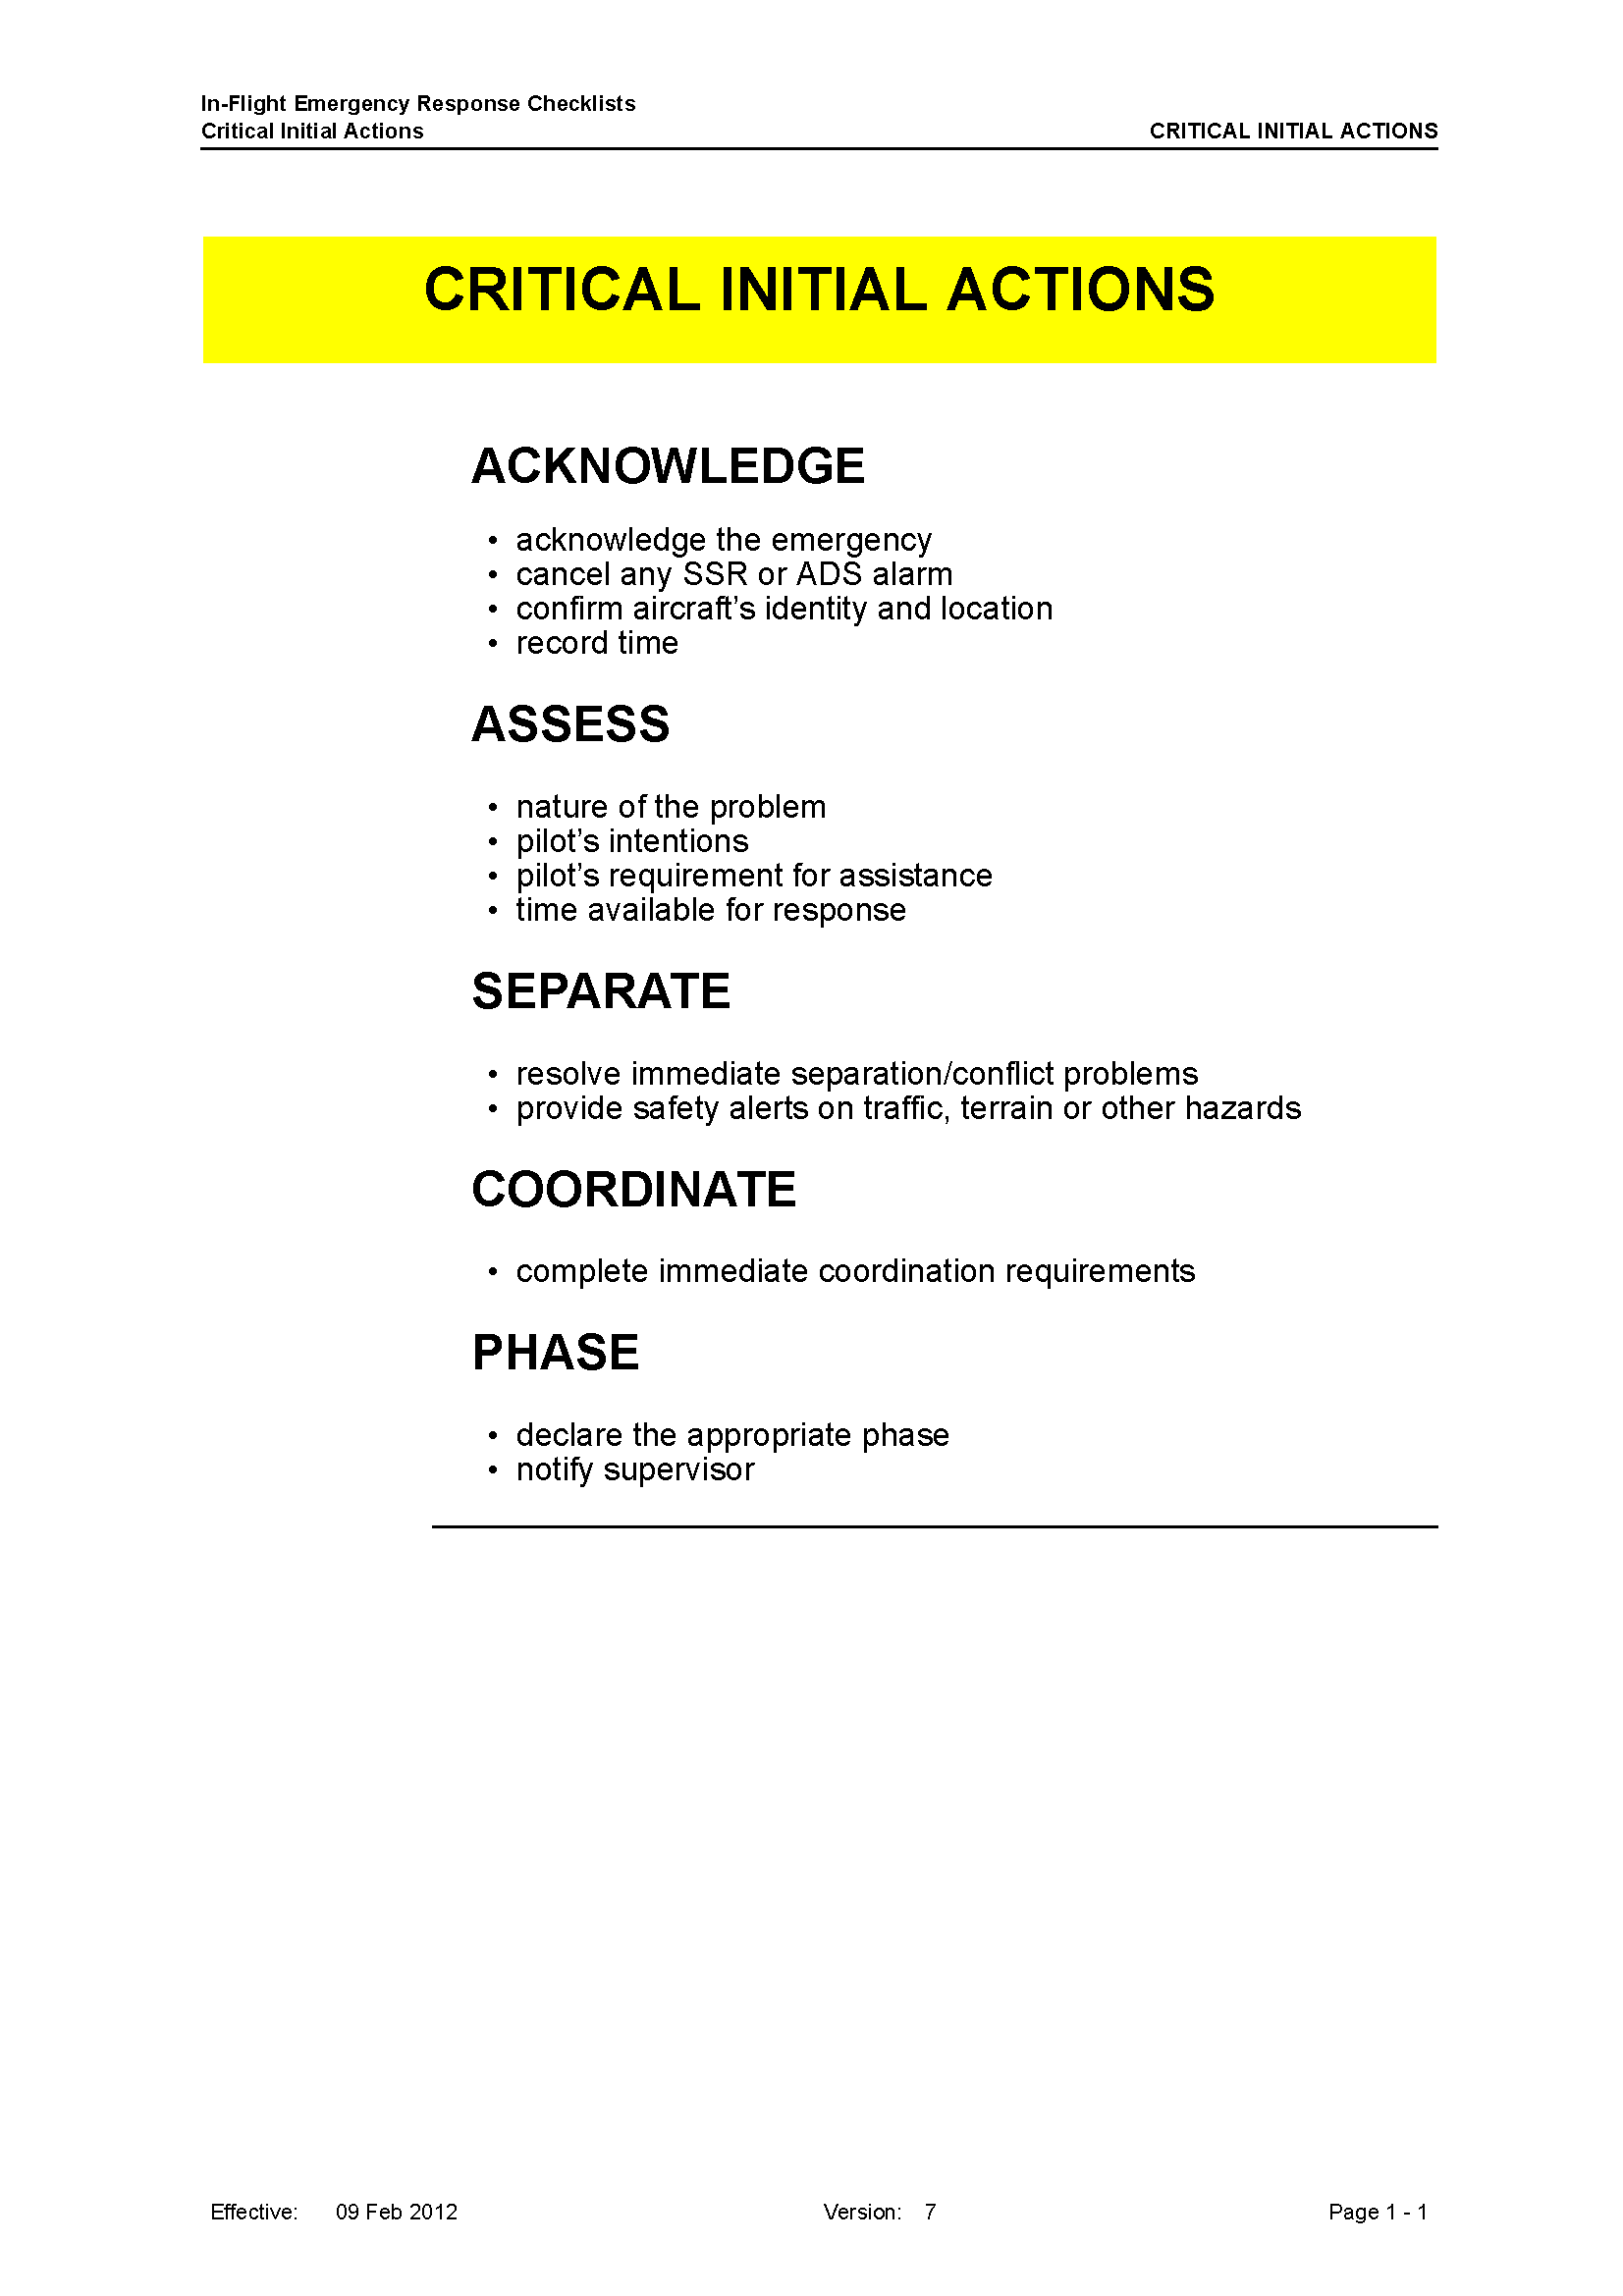 In-Flight Emergency Response Checklists
Critical Initial Actions
CRITICAL INITIAL ACTIONS
CRITICAL INITIAL ACTIONS
ACKNOWLEDGE
• acknowledge the emergency
• cancel any SSR or ADS alarm
• confirm aircraft’s identity and location
• record time
ASSESS
• nature of the problem
• pilot’s intentions
• pilot’s requirement for assistance
• time available for response
SEPARATE
• resolve immediate separation/conflict problems
• provide safety alerts on traffic, terrain or other hazards
COORDINATE
• complete immediate coordination requirements
PHASE
• declare the appropriate phase
• notify supervisor
Effective: 09 Feb 2012 Version: 7 Page 1 - 1